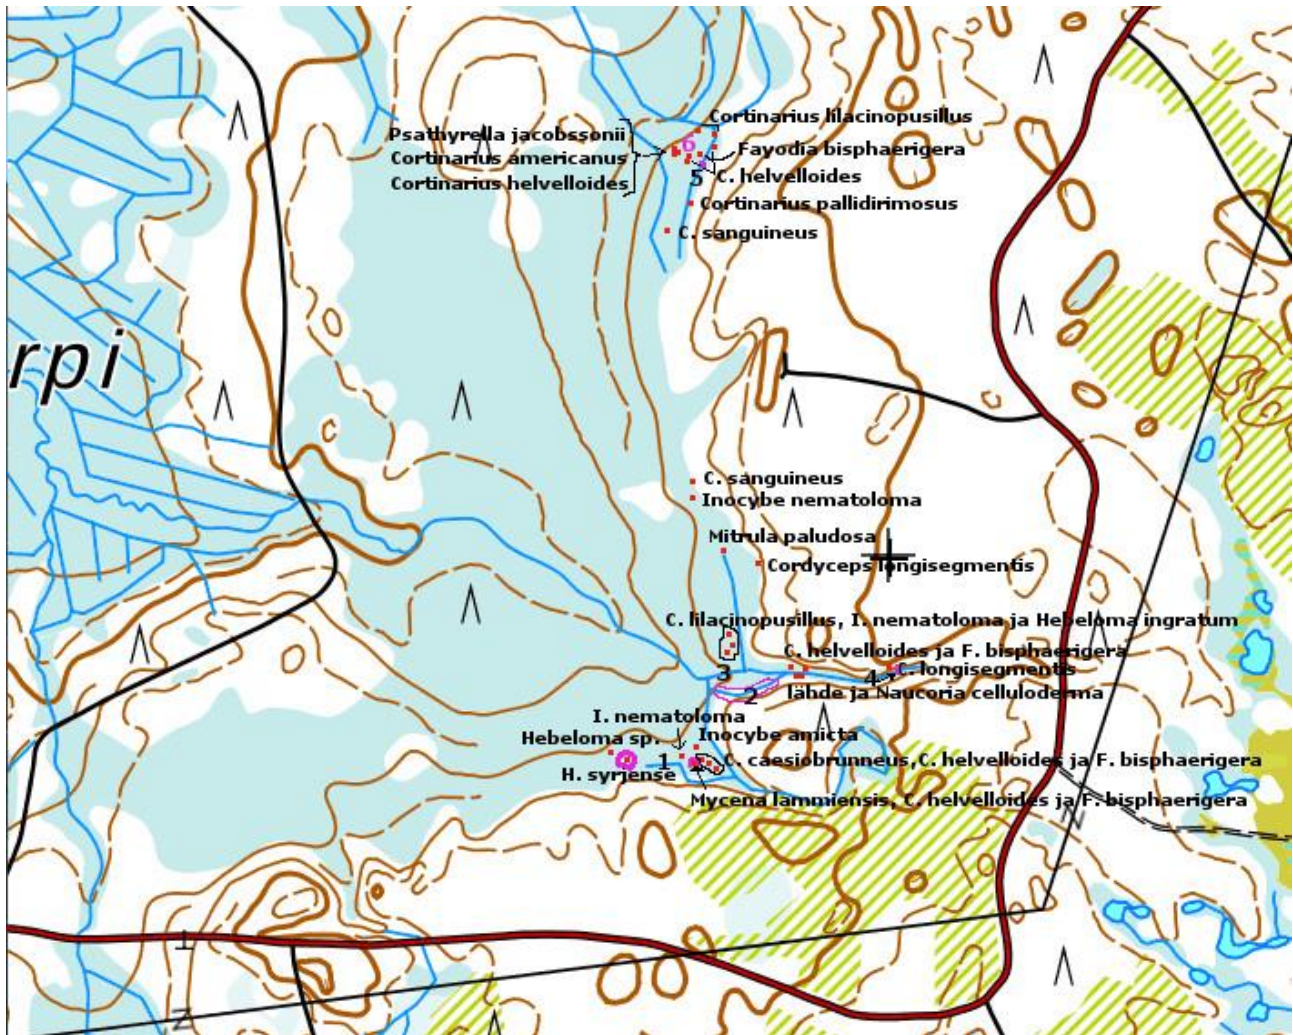 Cortinarius lilacinopusillus
Psathyrella jacobssonii
6
Fayodia bisphaerigera
Cortinarius americanus
5
C. helvelloides
Cortinarius helvelloides
Cortinarius pallidirimosus
C. sanguineus
rpi
C. sanguineus
Inocybe nematoloma
Mitrula paludosa
Cordyceps longisegmentis
C. lilacinopusillus, I. nematoloma ja Hebeloma ingratum
C. helvelloides ja F. bisphaerigera
3
4
C. longisegmentis
2
lähde ja Naucoria celluloderma
I. nematoloma
Hebeloma sp.
Inocybe amicta
1
C. caesiobrunneus,C. helvelloides ja F. bisphaerigera
H. syrjense
Mycena lammiensis, C. helvelloides ja F. bisphaerigera
Z
Z